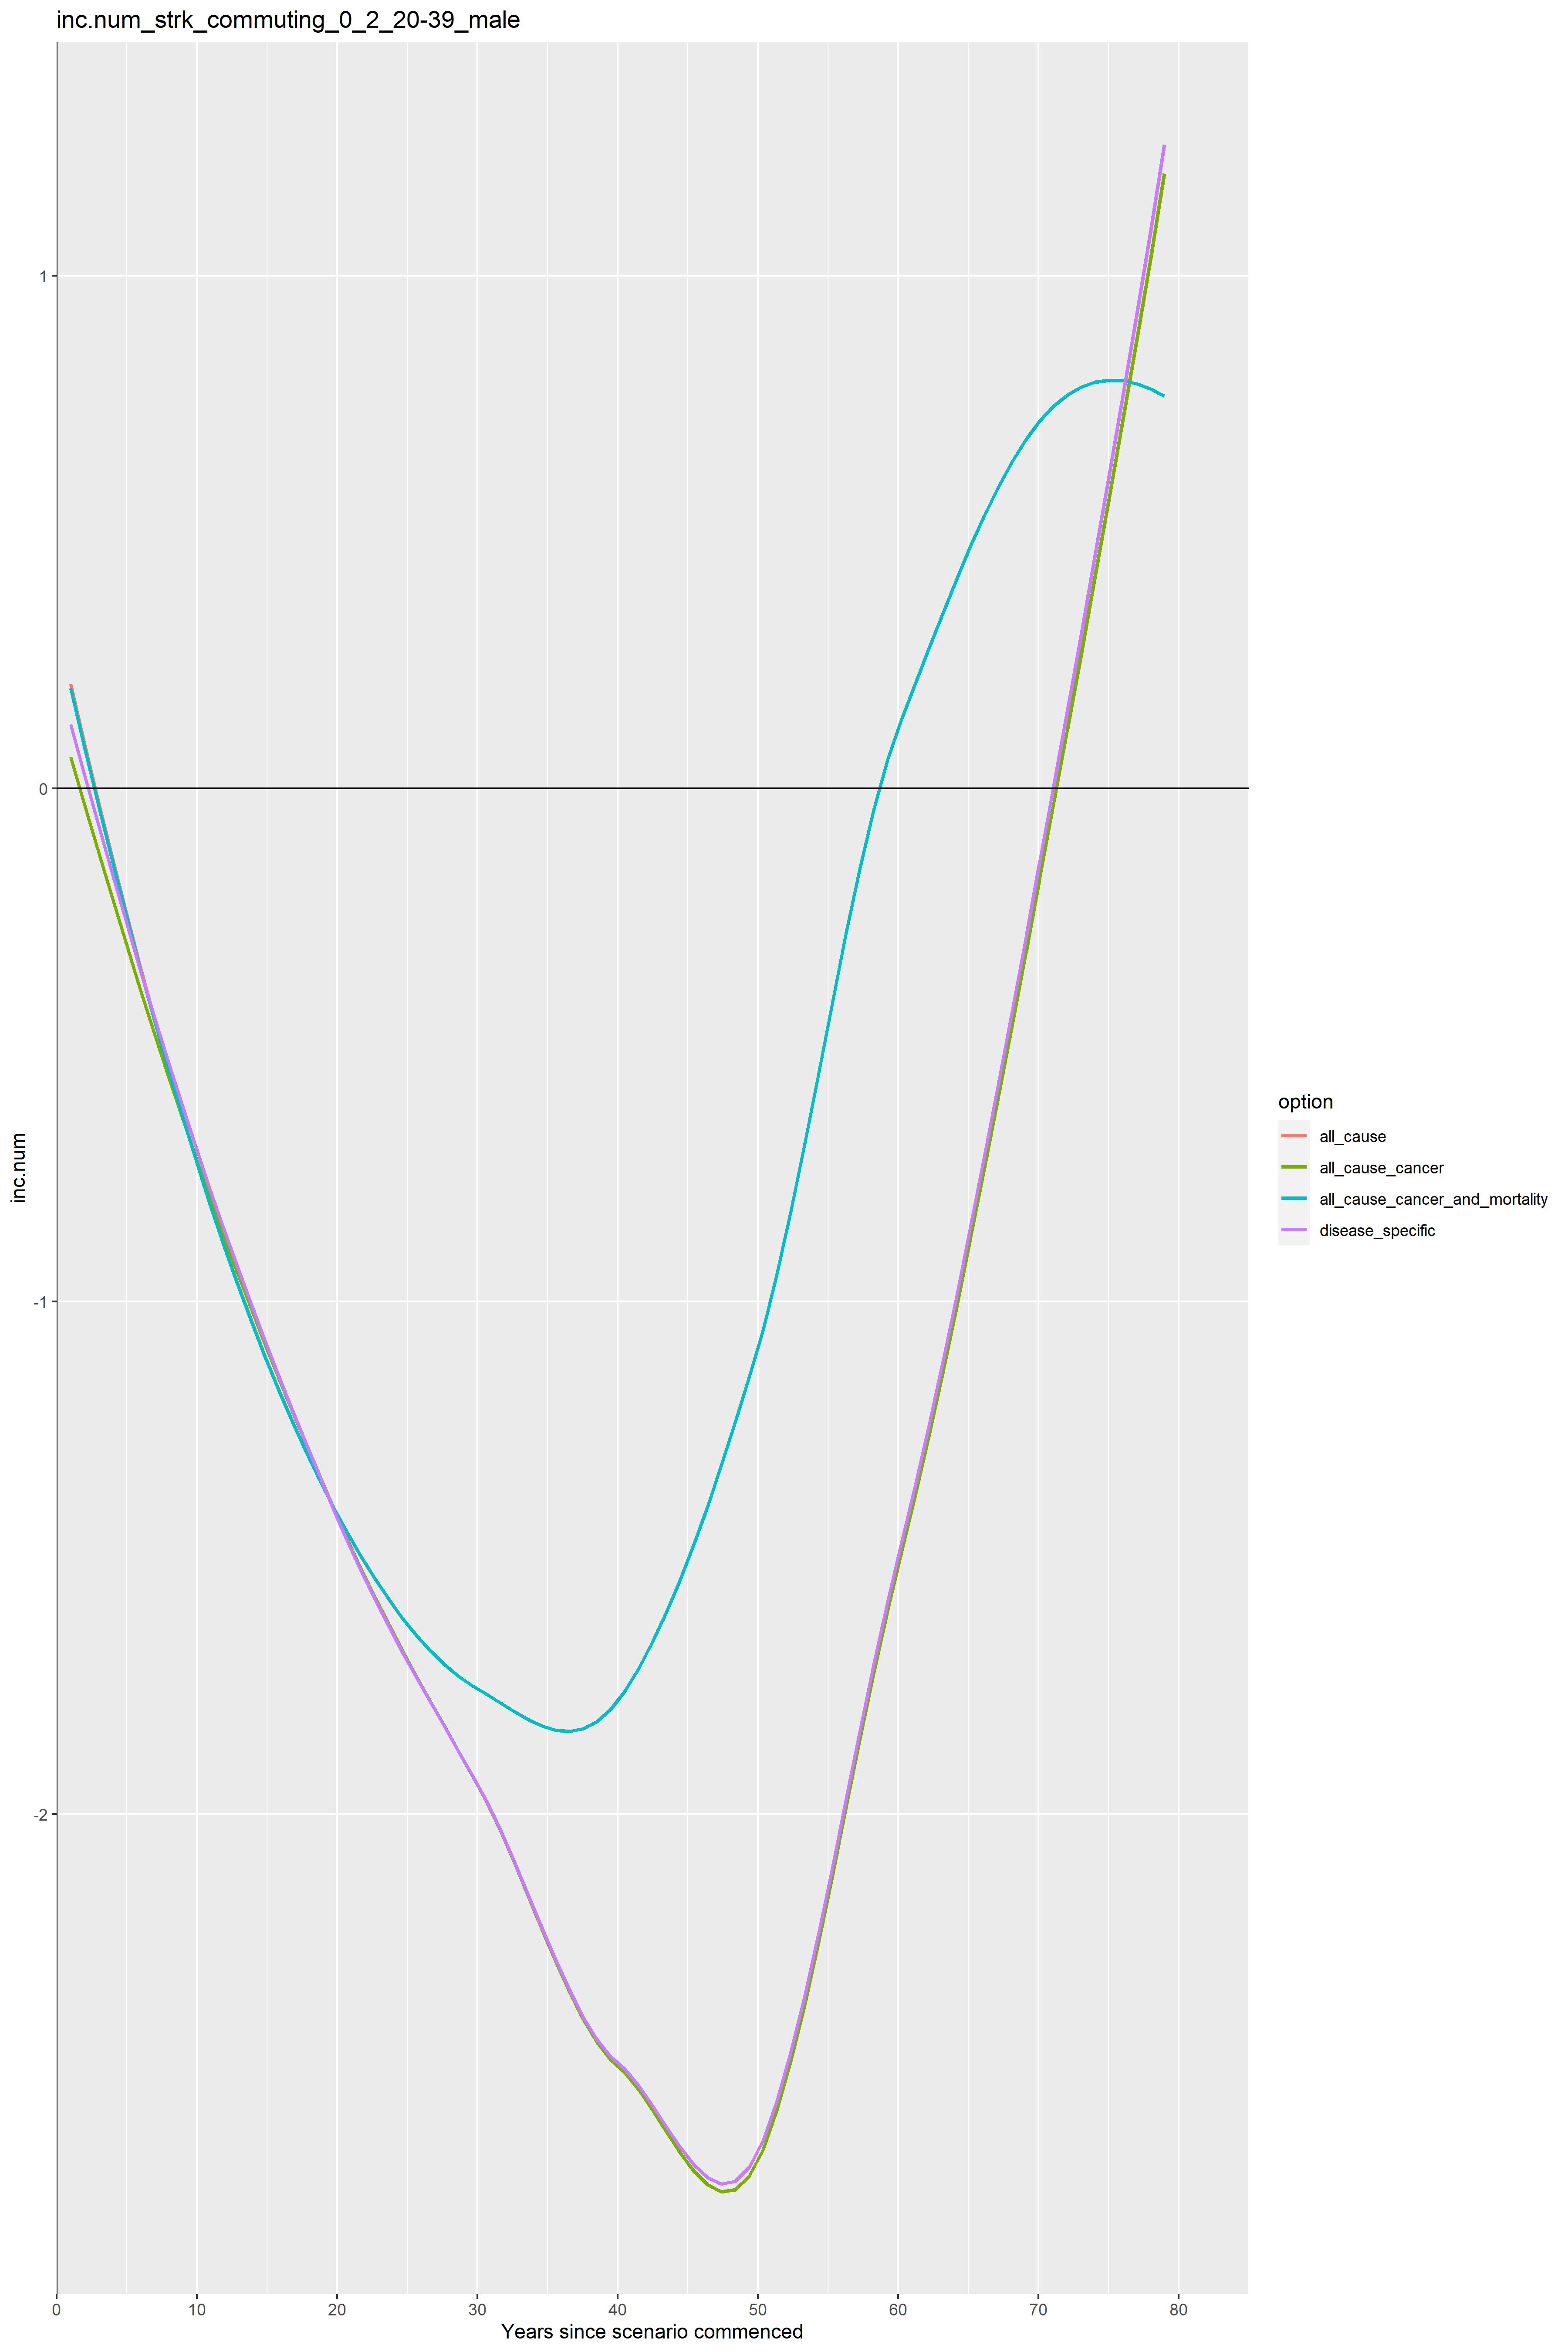 inc.num_strk_commuting_0_2_20-39_male
1
0
-1
-2
inc.num
0 10 20 30 40 50 60 70 80
Years since scenario commenced
option
all_cause
all_cause_cancer
all_cause_cancer_and_mortality
disease_specific